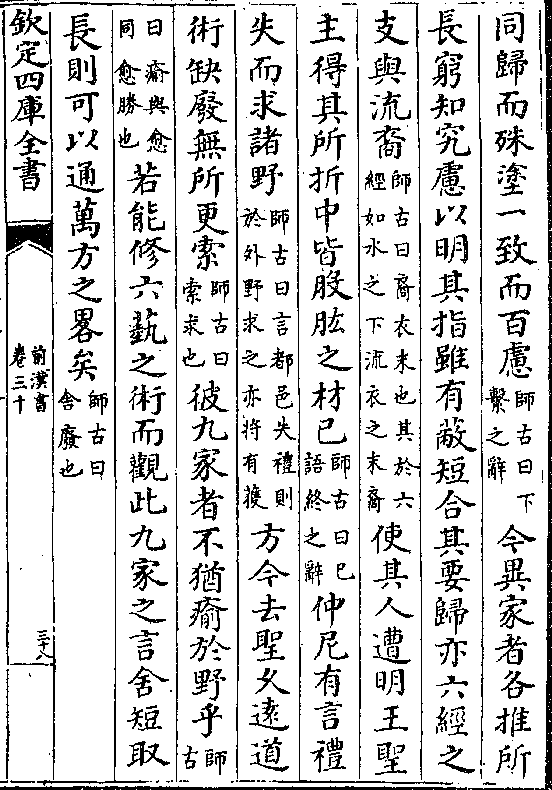 同歸而殊塗一致而百慮師古曰下繫之辭今異家者各推所
長窮知究慮以明其指雖有蔽短合其要歸亦六經之
支與流裔師古曰裔衣末也其於六經如水之下流衣之末裔使其人遭明王聖
主得其所折中皆股肱之材已師古曰已語終之辭仲尼有言禮
失而求諸野師古曰言都邑失禮則於外野求之亦將有獲方今去聖久遠道
術缺廢無所更索師古曰索求也彼九家者不猶瘉於野乎師古
曰瘉與愈同愈勝也若能修六藝之術而觀此九家之言舍短取
長則可以通萬方之畧矣師古曰舍廢也
欽定四庫全書
前漢書
卷三十
三十八